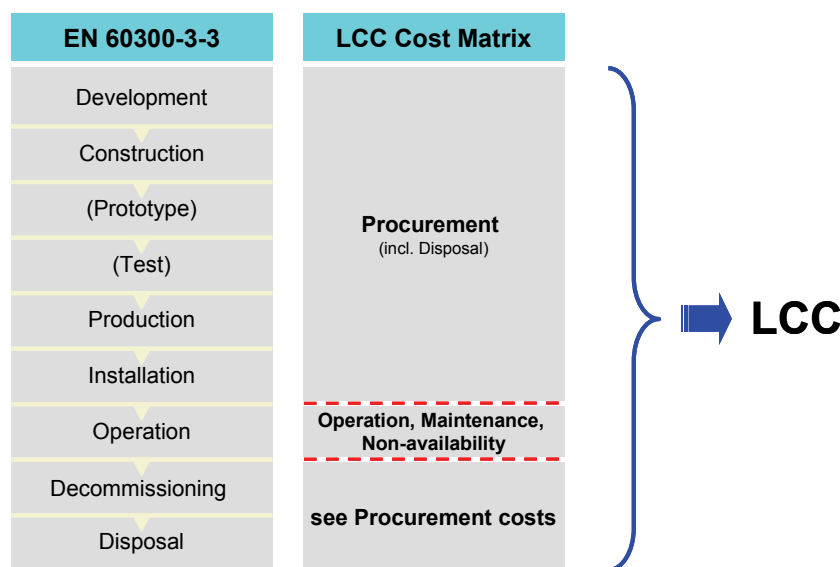 EN 60300-3-3
Development
Construction
(Prototype)
(Test)
Production
Installation
Operation
Decommissioning
Disposal
LCC Cost Matrix
Procurement
(incl. Disposal)
Operation, Maintenance,
Non-availability
see Procurement costs
LCC